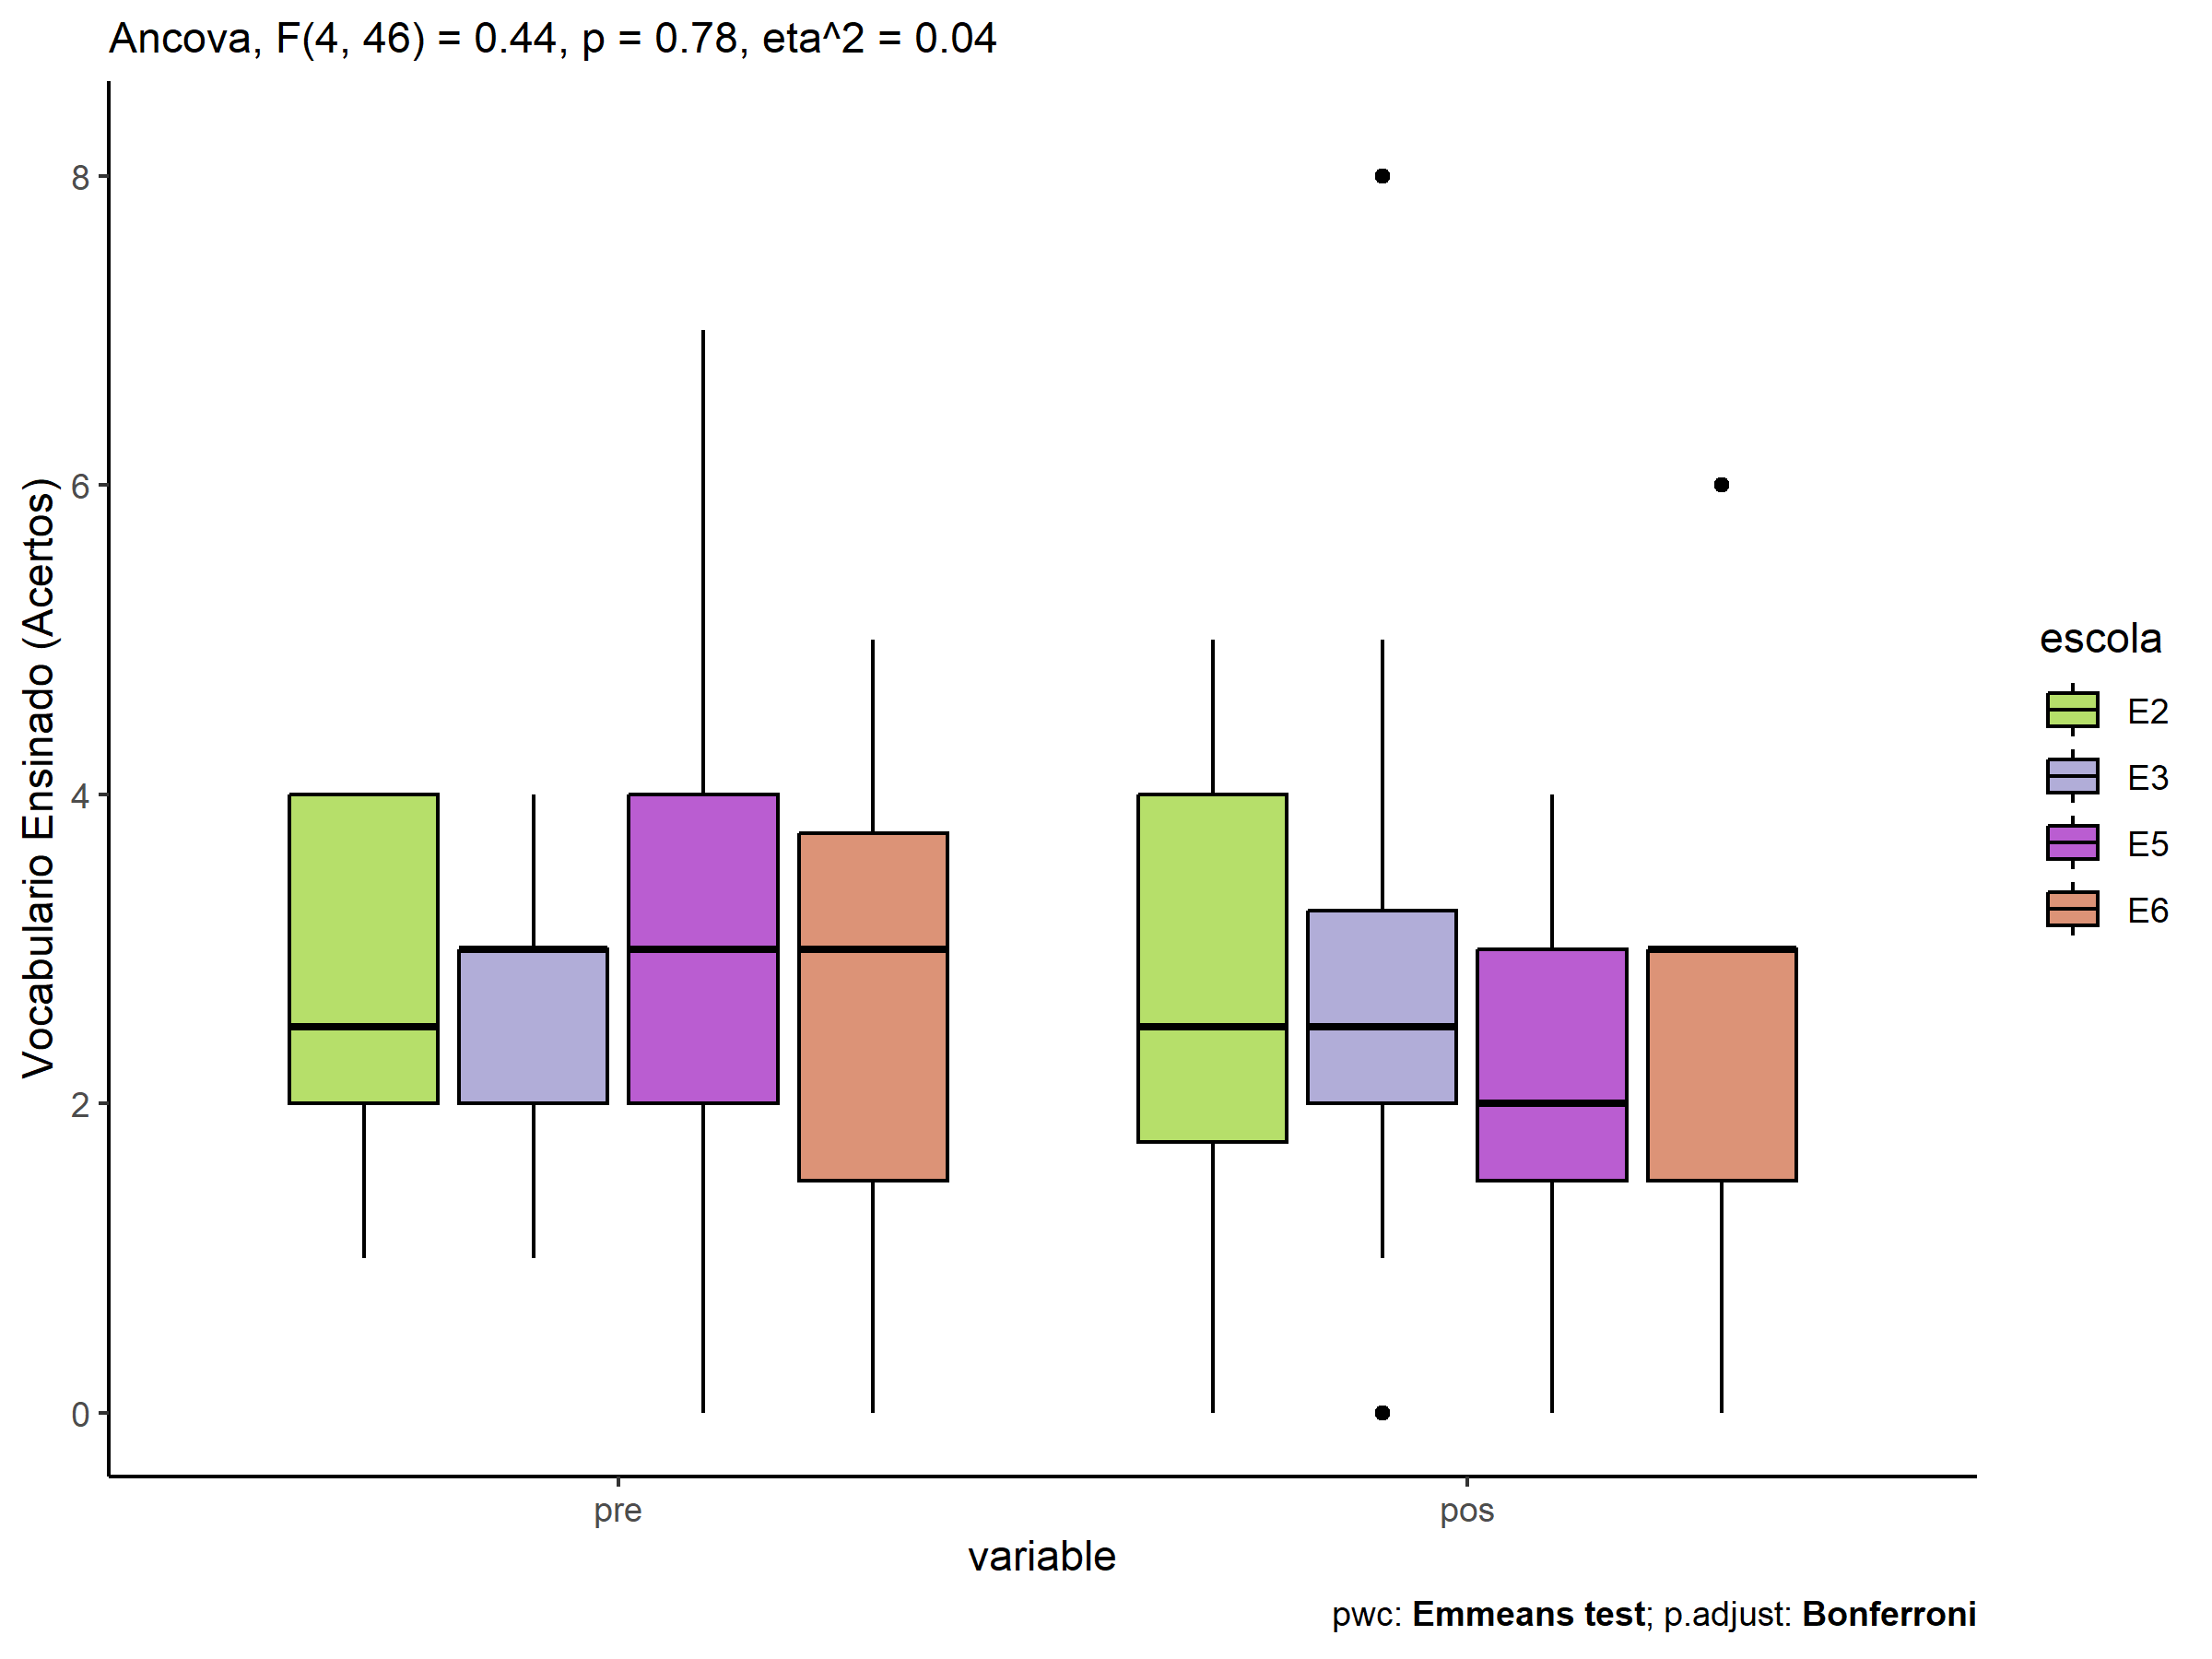 Ancova, F(4, 46) = 0.44, p = 0.78, eta^2 = 0.04
Vocabulario Ensinado (Acertos)
8
6
4
2
0
pre
pos
variable
escola
E2
E3
E5
E6
pwc: Emmeans test; p.adjust: Bonferroni